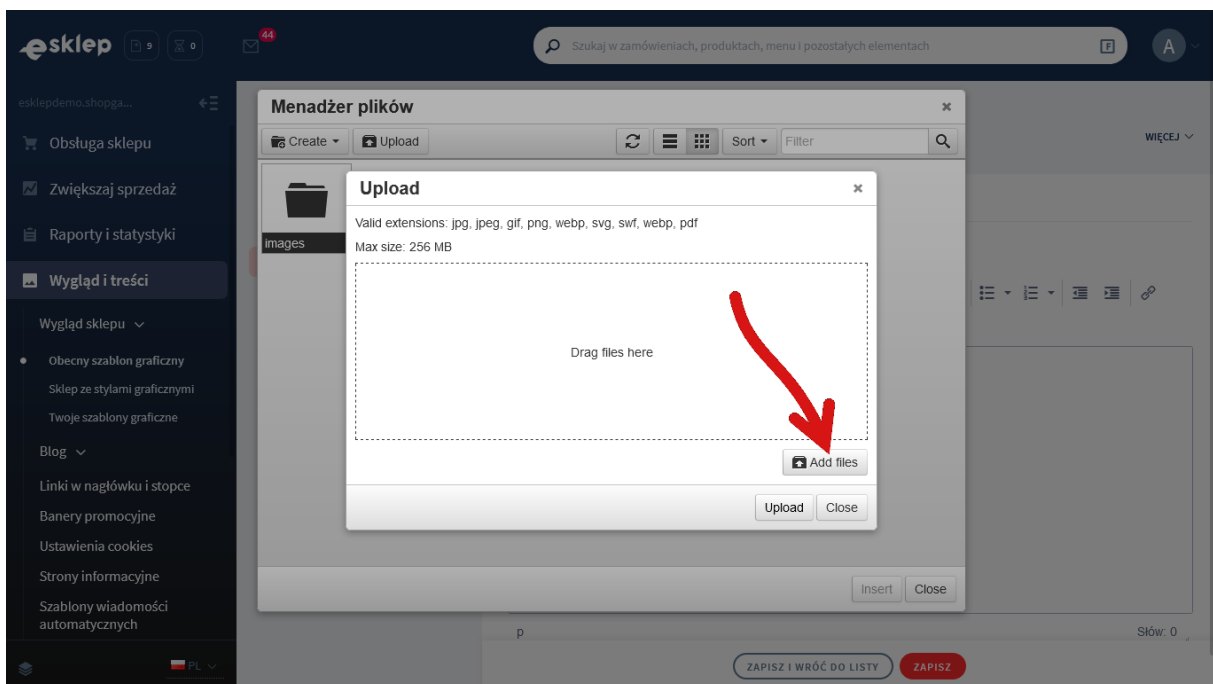 esklep
9
0
44
Szukaj w zamówieniach, produktach, menu i pozostałych elementach
F
A
esklepdemo.shopga...
Obsługa sklepu
Zwiększaj sprzedaż
Raporty i statystyki
Wygląd i treści
Wygląd sklepu
Obecny szablon graficzny
Sklep ze stylami graficznymi
Twoje szablony graficzne
Blog
Linki w nagłówku i stopce
Banery promocyjne
Ustawienia cookies
Strony informacyjne
Szablony wiadomości
automatycznych
PL
WIĘCEJ
Menadżer plików
Create
Upload
Sort
Filter
images
Upload
Valid extensions: jpg, jpeg, gif, png, webp, svg, swf, webp, pdf
Max size: 256 MB
Drag files here
Add files
Upload
Close
Insert
Close
p
Słów: 0
ZAPISZ I WRÓĆ DO LISTY
ZAPISZ